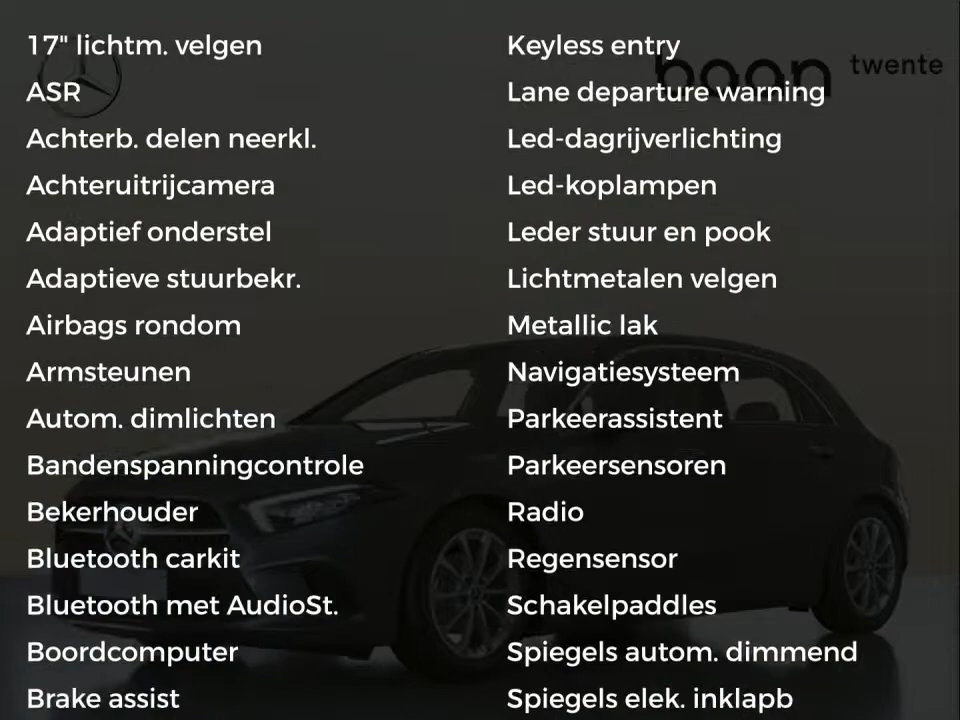 17" lichtm. velgen
ASR
Achterb. delen neerkl.
Achteruitrijcamera
Adaptief onderstel
Adaptieve stuurbekr.
Airbags rondom
Armsteunen
Autom. dimlichten
Bandenspanningcontrole
Bekerhouder
Bluetooth carkit
Bluetooth met AudioSt.
Boordcomputer
Brake assist
Keyless entry
Lane departure warning
Led-dagrijverlichting
Led-koplampen
Leder stuur en pook
Lichtmetalen velgen
Metallic lak
Navigatiesysteem
Parkeerassistent
Parkeersensoren
Radio
Regensensor
Schakelpaddles
Spiegels autom. dimmend
Spiegels elek. inklapb
boon twente